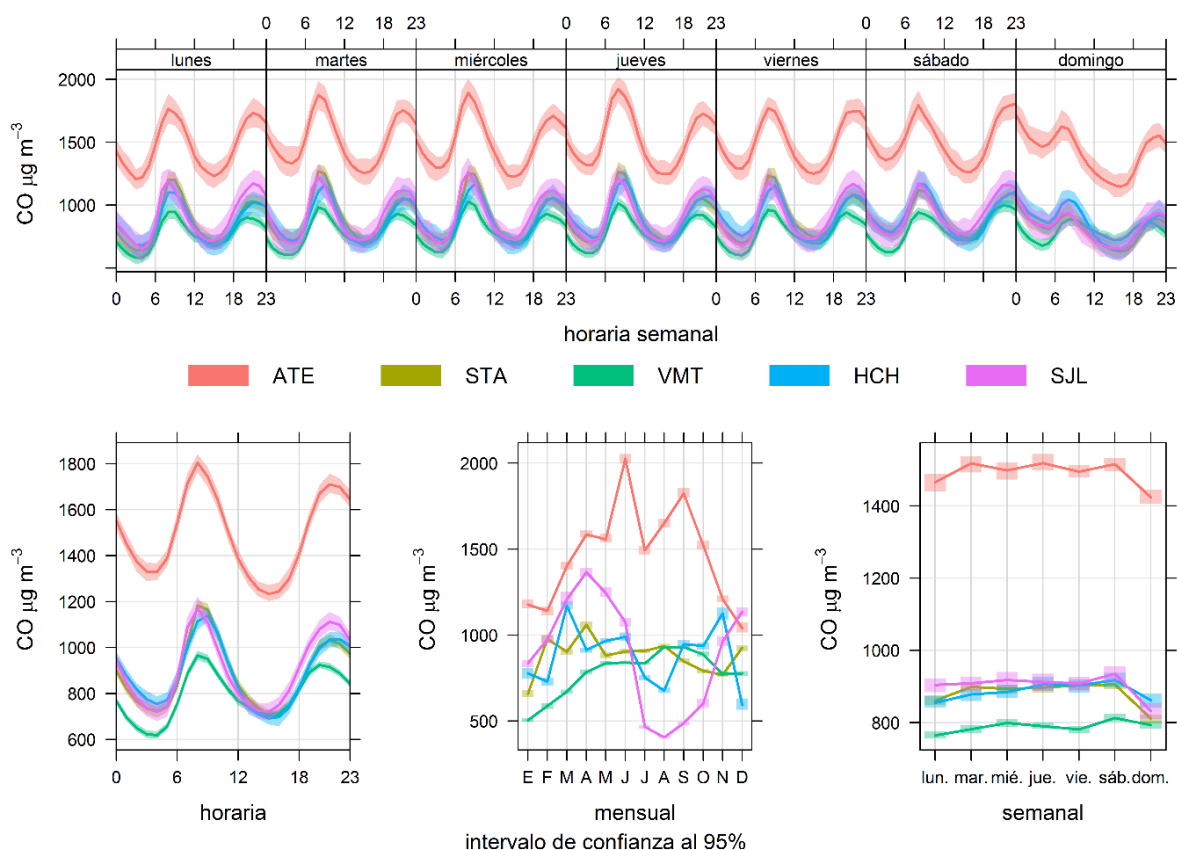 0 6 12 18 23 0 6 12 18 23 0 6 12 18 23
lunes martes miércoles jueves viernes sábado domingo
2000
1500
1000
CO µg m⁻³
0 6 12 18 23 0 6 12 18 23 0 6 12 18 23 0 6 12 18 23
horaria semanal
ATE STA VMT HCH SJL
1800
1600
1400
1200
1000
800
600
CO µg m⁻³
0 6 12 18 23
horaria
2000
1500
1000
500
CO µg m⁻³
E F M A M J J A S O N D
mensual
1400
1200
1000
800
CO µg m⁻³
lun. mar. mié. jue. vie. sáb. dom.
semanal
intervalo de confianza al 95%